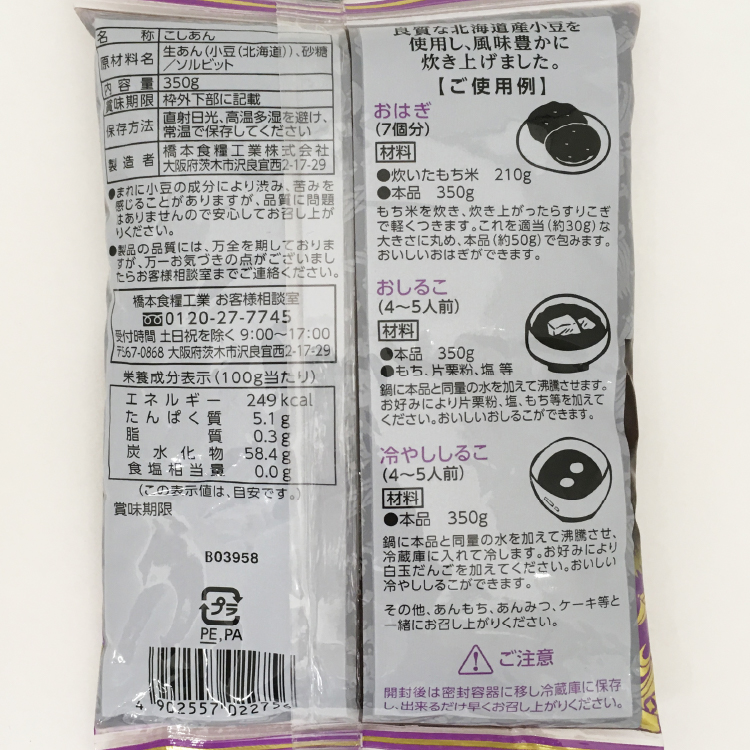 名称 こしあん
原材料名 生あん(小豆(北海道))、砂糖
/ソルビット
内容量 350g
賞味期限 枠外下部に記載
保存方法 直射日光、高温多湿を避け、
常温で保存してください
製造者 橋本食糧工業株式会社
大阪府茨木市沢良宜西2-17-29
●まれに小豆の成分により渋み、苦みを
感じることがありますが、品質に問題
はありませんので安心してお召し上が
りください。
●製品の品質には、万全を期しておりま
すが、万一お気づきの点がございまし
たらお客様相談室までご連絡ください。
橋本食糧工業 お客様相談室
0120-27-7745
受付時間 土日祝を除く 9:00～17:00
〒567-0868 大阪府茨木市沢良宜西2-17-29
栄養成分表示(100g当たり)
エネルギー 249kcal
たんぱく質 5.1g
脂質 0.3g
炭水化物 58.4g
食塩相当量 0.0g
(この表示値は、目安です。)
賞味期限
B03958
プラ
PE,PA
4 902557 02275
良質な北海道産小豆を
使用し、風味豊かに
炊き上げました。
【ご使用例】
おはぎ
(7個分)
材料
●炊いたもち米 210g
●本品 350g
もち米を炊き、炊き上がったらすりこぎ
で軽くつきます。これを適当(約30g)な
大きさに丸め、本品(約50g)で包みます。
おいしいおはぎができます。
おしるこ
(4～5人前)
材料
●本品 350g
●もち、片栗粉、塩 等
鍋に本品と同量の水を加えて沸騰させます。
お好みにより片栗粉、塩、もち等を加えて
ください。おいしいおしるこができます。
冷やししるこ
(4～5人前)
材料
●本品 350g
鍋に本品と同量の水を加えて沸騰させ、
冷蔵庫に入れて冷します。お好みにより
白玉だんごを加えてください。おいしい
冷やししるこができます。
その他、あんもち、あんみつ、ケーキ等と
一緒にお召し上がりください。
ご注意
開封後は密封容器に移し冷蔵庫に保存
し、出来るだけ早くお召し上がりください。